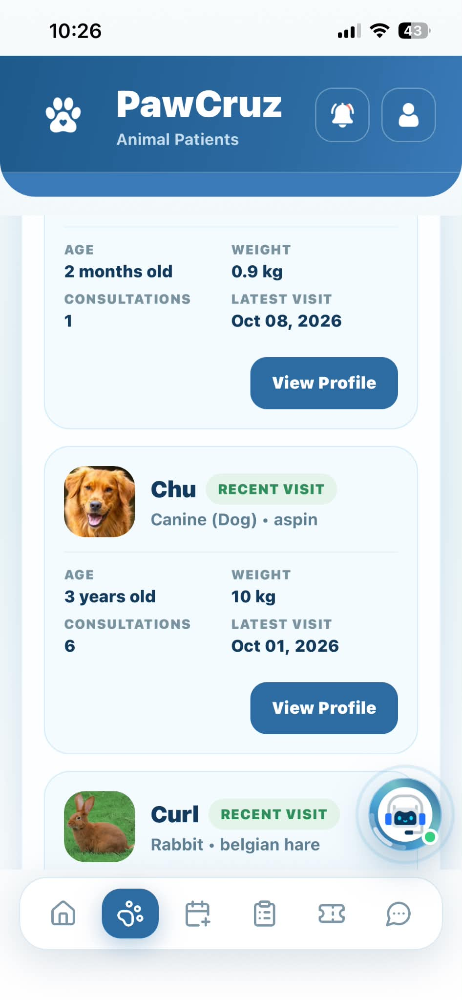 10:26
43
PawCruz
Animal Patients
AGE
WEIGHT
2 months old
0.9 kg
CONSULTATIONS
LATEST VISIT
1
Oct 08, 2026
View Profile
Chu
RECENT VISIT
Canine (Dog) • aspin
AGE
WEIGHT
3 years old
10 kg
CONSULTATIONS
LATEST VISIT
6
Oct 01, 2026
View Profile
Curl
RECENT VISIT
Rabbit • belgian hare